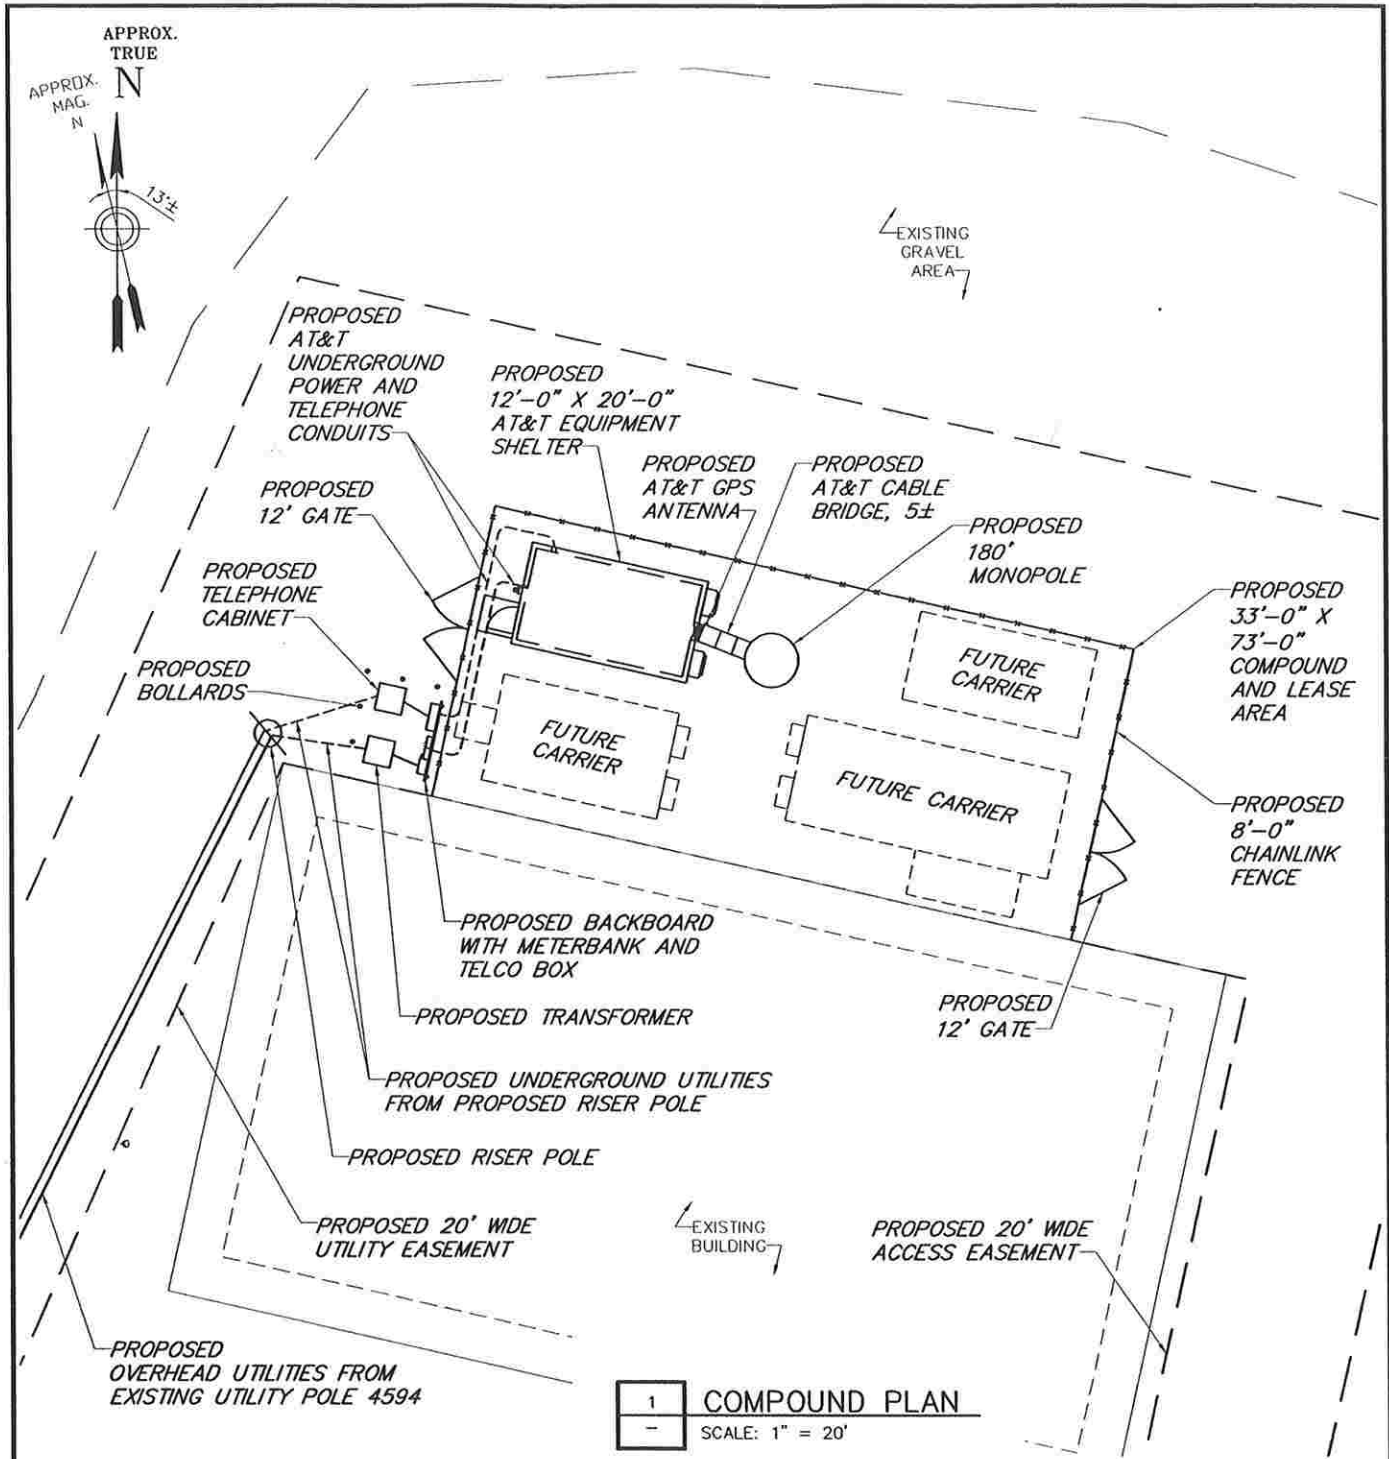 APPROX.
TRUE
N
APPROX.
MAG.
N
13°±
EXISTING
GRAVEL
AREA
PROPOSED
AT&T
UNDERGROUND
POWER AND
TELEPHONE
CONDUITS
PROPOSED
12'-0" X 20'-0"
AT&T EQUIPMENT
SHELTER
PROPOSED
AT&T GPS
ANTENNA
PROPOSED
AT&T CABLE
BRIDGE, 5±
PROPOSED
180'
MONOPOLE
PROPOSED
12' GATE
PROPOSED
TELEPHONE
CABINET
PROPOSED
BOLLARDS
PROPOSED
33'-0" X
73'-0"
COMPOUND
AND LEASE
AREA
FUTURE
CARRIER
FUTURE
CARRIER
FUTURE CARRIER
PROPOSED
8'-0"
CHAINLINK
FENCE
PROPOSED BACKBOARD
WITH METERBANK AND
TELCO BOX
PROPOSED TRANSFORMER
PROPOSED
12' GATE
PROPOSED UNDERGROUND UTILITIES
FROM PROPOSED RISER POLE
PROPOSED RISER POLE
PROPOSED 20' WIDE
UTILITY EASEMENT
EXISTING
BUILDING
PROPOSED 20' WIDE
ACCESS EASEMENT
PROPOSED
OVERHEAD UTILITIES FROM
EXISTING UTILITY POLE 4594
1
-
COMPOUND PLAN
SCALE: 1" = 20'